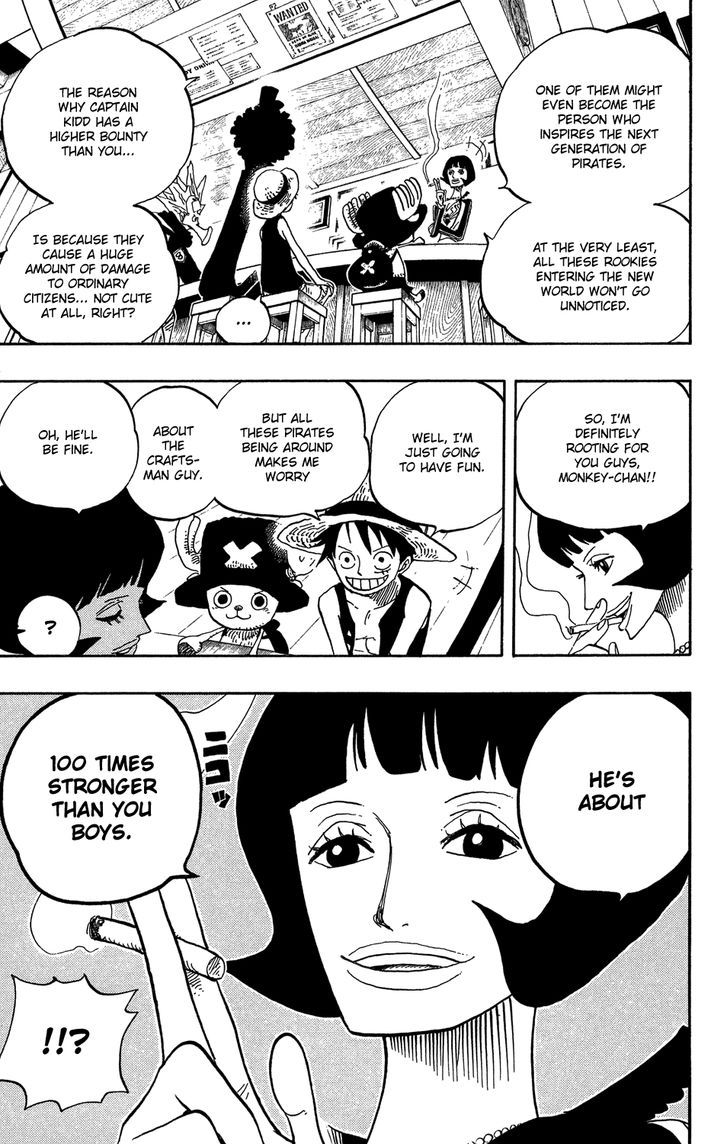 ONE OF THEM MIGHT
EVEN BECOME THE
PERSON WHO
INSPIRES THE NEXT
GENERATION OF
PIRATES.
AT THE VERY LEAST,
ALL THESE ROOKIES
ENTERING THE NEW
WORLD WON'T GO
UNNOTICED.
WANTED
THE REASON
WHY CAPTAIN
KIDD HAS A
HIGHER BOUNTY
THAN YOU...
IS BECAUSE THEY
CAUSE A HUGE
AMOUNT OF DAMAGE
TO ORDINARY
CITIZENS... NOT CUTE
AT ALL, RIGHT?
...
SO, I'M
DEFINITELY
ROOTING FOR
YOU GUYS,
MONKEY-CHAN!!
WELL, I'M
JUST GOING
TO HAVE FUN.
BUT ALL
THESE PIRATES
BEING AROUND
MAKES ME
WORRY
ABOUT
THE
CRAFTS-
MAN GUY.
OH, HE'LL
BE FINE.
?
HE'S
ABOUT
100 TIMES
STRONGER
THAN YOU
BOYS.
!!?